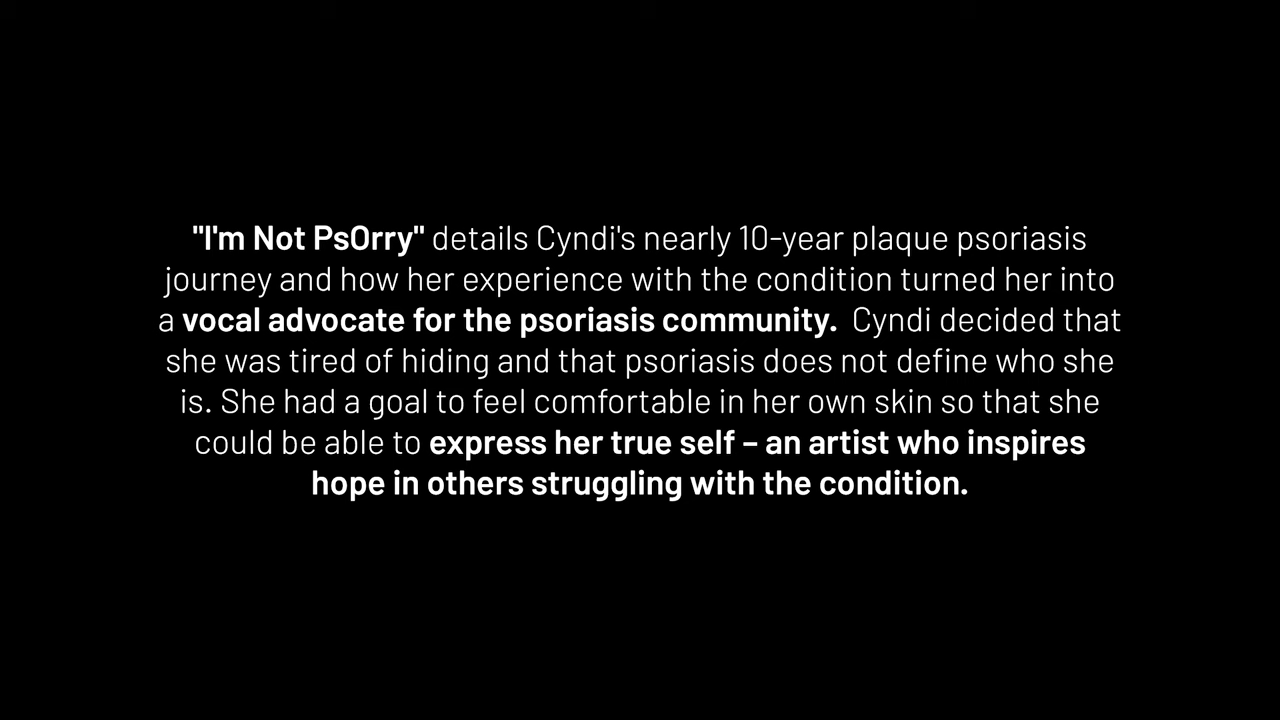 "I'm Not PsOrry" details Cyndi's nearly 10-year plaque psoriasis
journey and how her experience with the condition turned her into
a vocal advocate for the psoriasis community.  Cyndi decided that
she was tired of hiding and that psoriasis does not define who she
is. She had a goal to feel comfortable in her own skin so that she
could be able to express her true self – an artist who inspires
hope in others struggling with the condition.